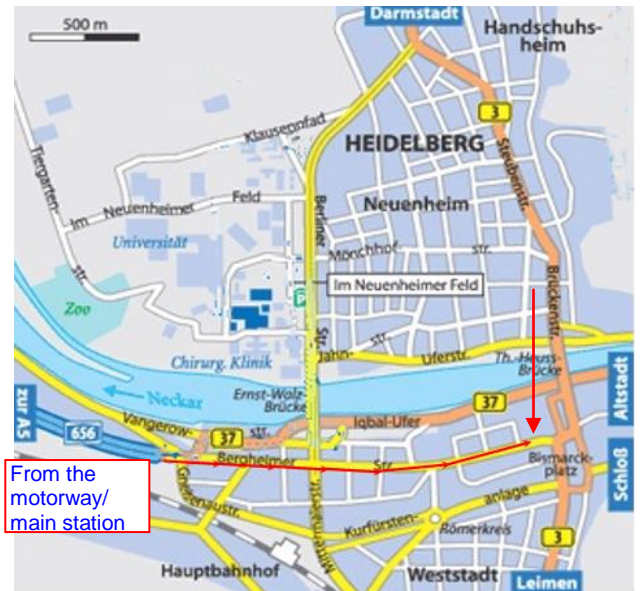 500 m
Darmstadt
Handschuhs-
heim
3
Klausenpfad
HEIDELBERG
Steubenstr.
Tiergarten-
str.
Im Neuenheimer Feld
Berliner
Str.
Neuenheim
Universität
Mönchhof-
str.
Im Neuenheimer Feld
Brückenstr.
Zoo
P
Chirurg. Klinik
Jahn-
str.
Uferstr.
Th.-Heuss-
Brücke
Neckar
Ernst-Walz-
Brücke
zur A5
656
Vangerow-
str.
37
Iqbal-Ufer
37
Altstadt
Bergheimer
Str.
Bismarck-
platz
Schloß
From the
motorway/
main station
Gneisenaustr.
Mittermaierstr.
Kurfürsten-
anlage
Römerkreis
3
Hauptbahnhof
Weststadt
Leimen